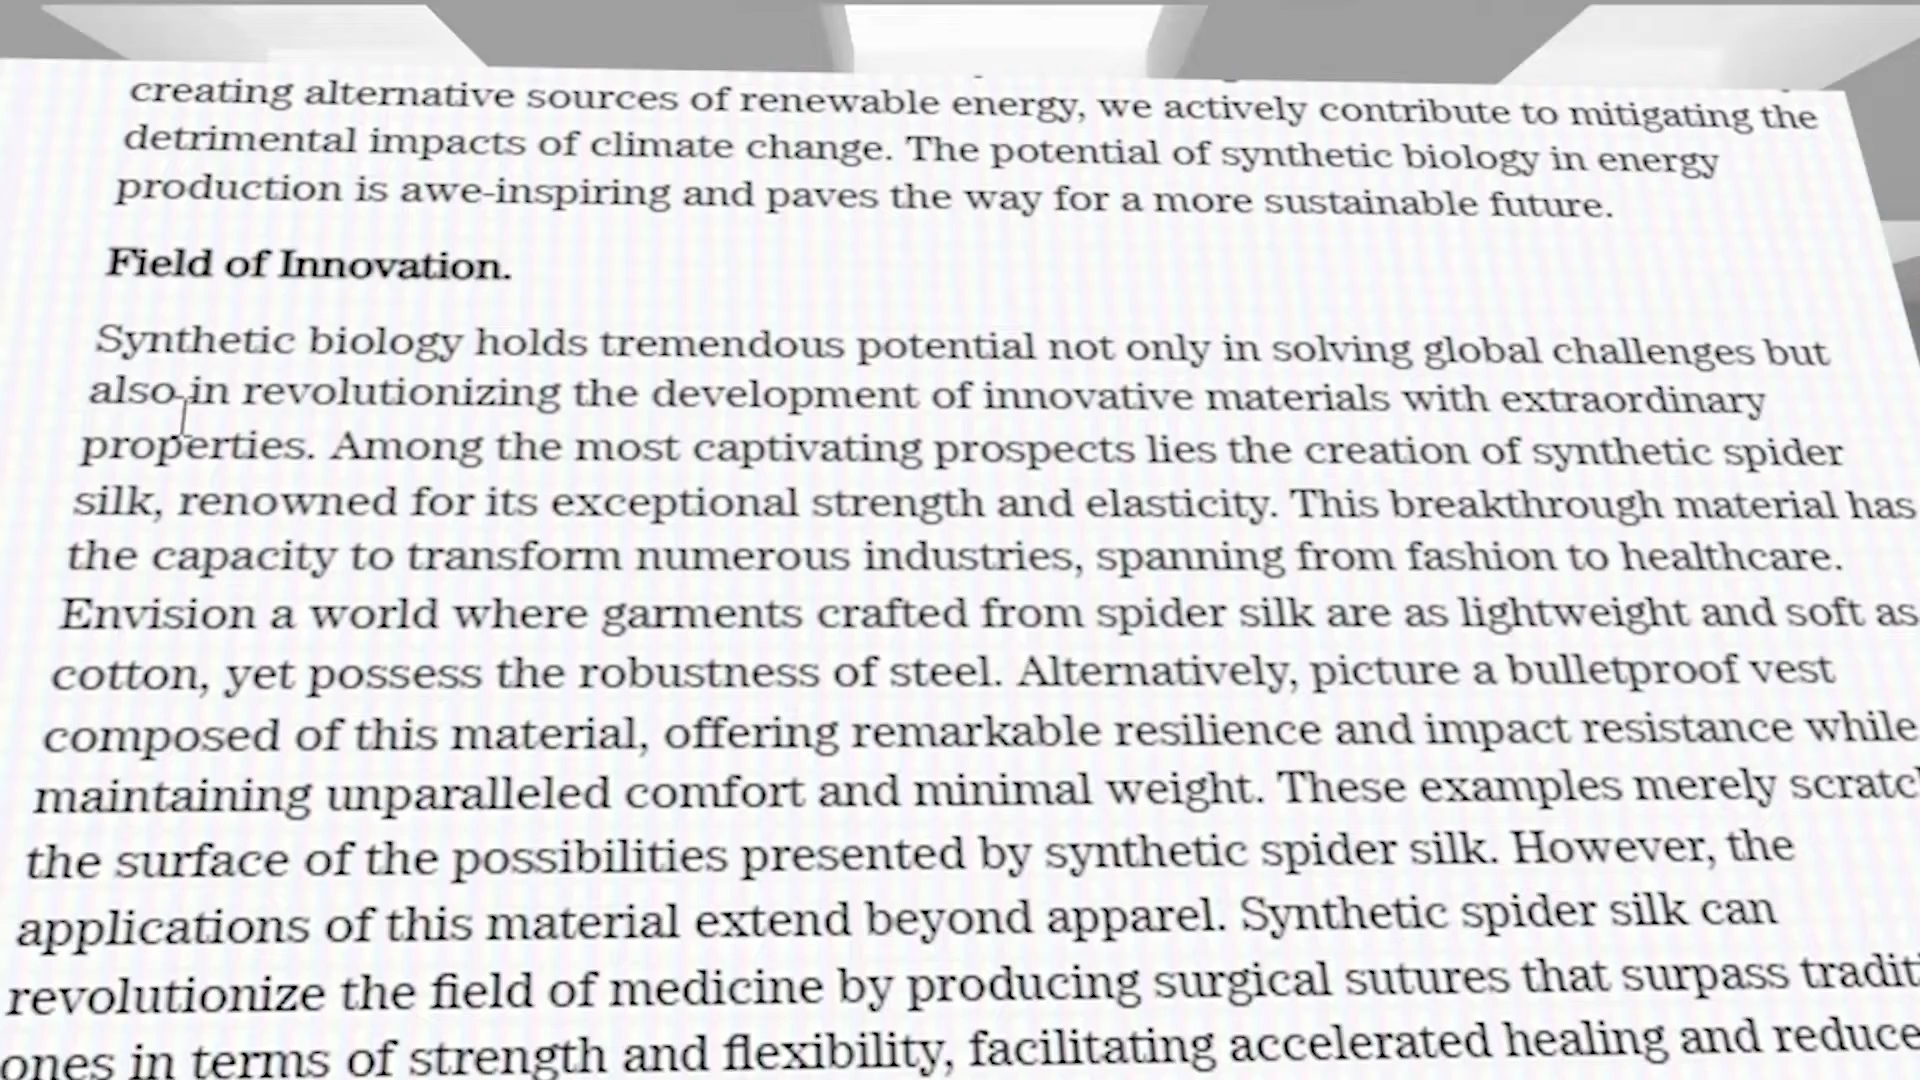 creating alternative sources of renewable energy, we actively contribute to mitigating the
detrimental impacts of climate change. The potential of synthetic biology in energy
production is awe-inspiring and paves the way for a more sustainable future.
Field of Innovation.
Synthetic biology holds tremendous potential not only in solving global challenges but
also in revolutionizing the development of innovative materials with extraordinary
properties. Among the most captivating prospects lies the creation of synthetic spider
silk, renowned for its exceptional strength and elasticity. This breakthrough material has
the capacity to transform numerous industries, spanning from fashion to healthcare.
Envision a world where garments crafted from spider silk are as lightweight and soft as
cotton, yet possess the robustness of steel. Alternatively, picture a bulletproof vest
composed of this material, offering remarkable resilience and impact resistance while
maintaining unparalleled comfort and minimal weight. These examples merely scratc
the surface of the possibilities presented by synthetic spider silk. However, the
applications of this material extend beyond apparel. Synthetic spider silk can
revolutionize the field of medicine by producing surgical sutures that surpass traditi
ones in terms of strength and flexibility, facilitating accelerated healing and reduce